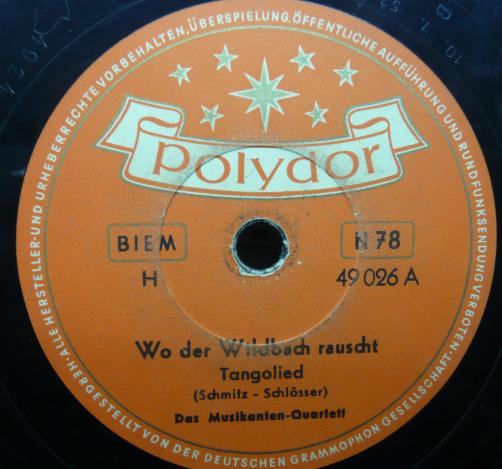 ALLE HERSTELLER- UND URHEBERRECHTE VORBEHALTEN, ÜBERSPIELUNG, ÖFFENTLICHE AUFFÜHRUNG UND RUNDFUNKSENDUNG VERBOTEN·
polydor
BIEM
N 78
H
49 026 A
Wo der Wildbach rauscht
Tangolied
(Schmitz - Schlösser)
Das Musikanten-Quartett
HERGESTELLT VON DER DEUTSCHEN GRAMMOPHON GESELLSCHAFT·